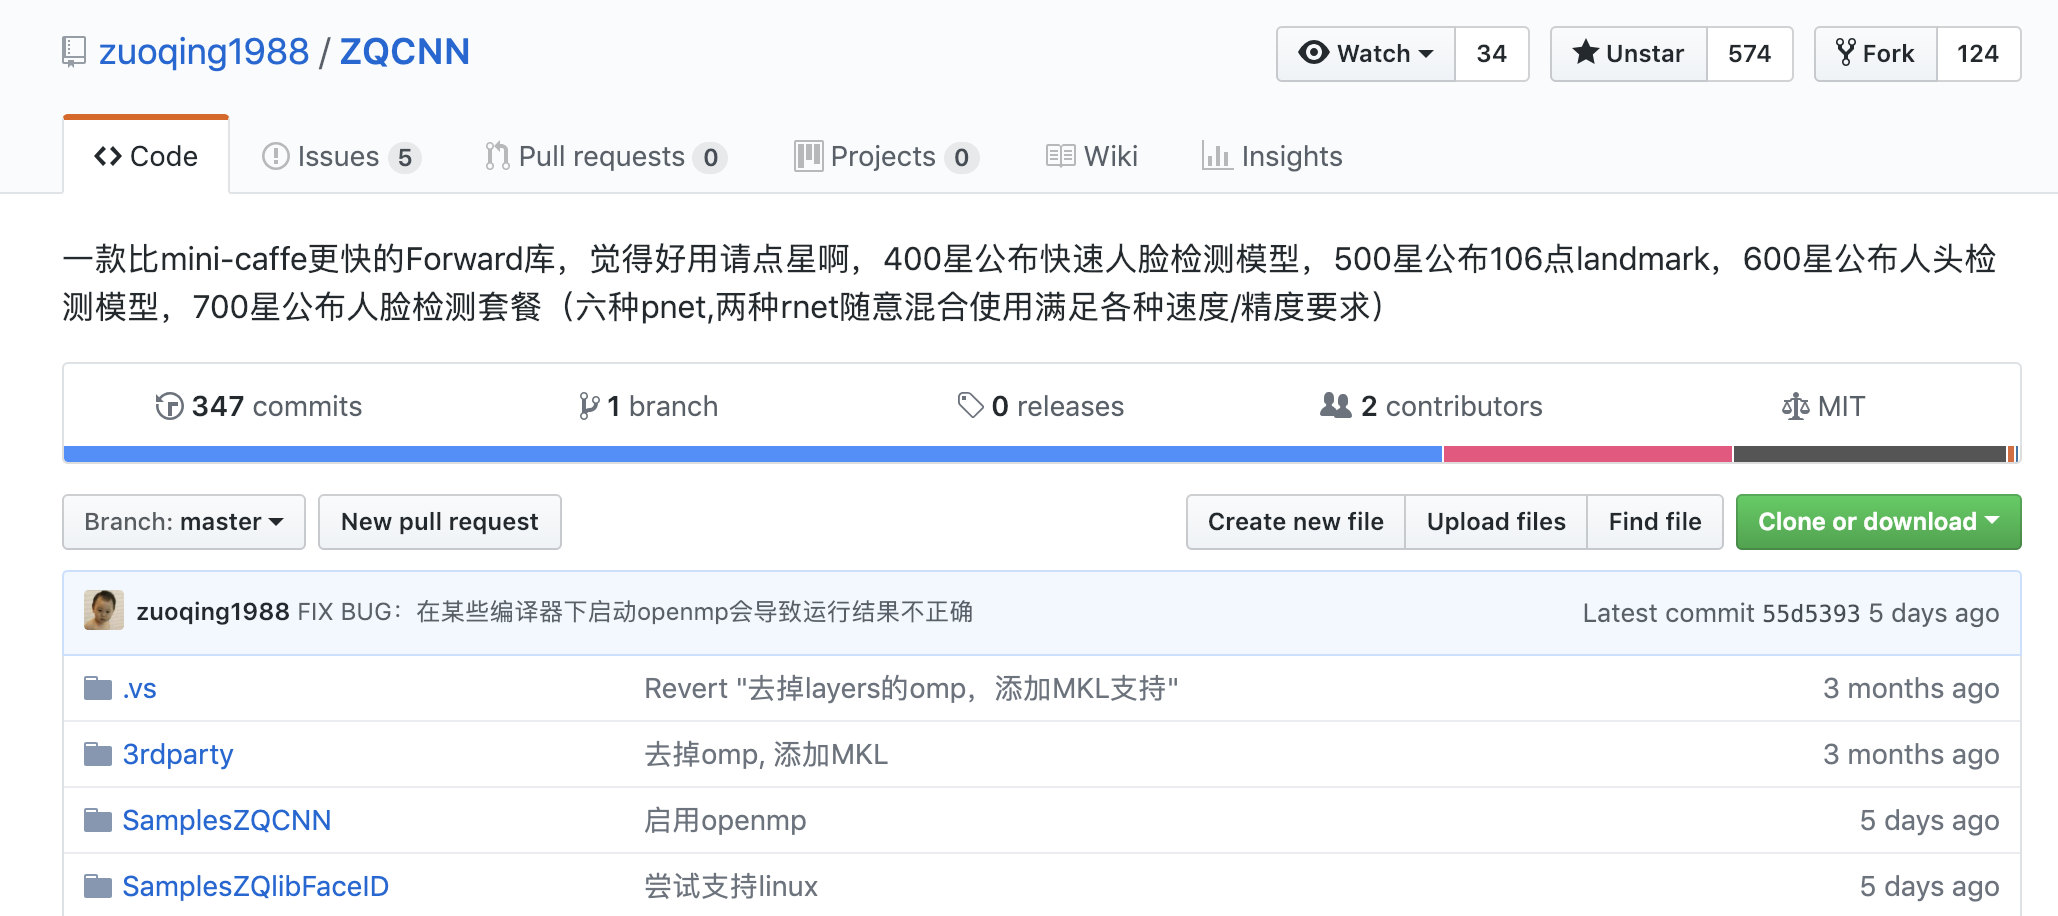 zuoqing1988 / ZQCNN
Watch 34
Unstar 574
Fork 124
Code
Issues 5
Pull requests 0
Projects 0
Wiki
Insights
一款比mini-caffe更快的Forward库，觉得好用请点星啊，400星公布快速人脸检测模型，500星公布106点landmark，600星公布人头检
测模型，700星公布人脸检测套餐（六种pnet,两种rnet随意混合使用满足各种速度/精度要求）
347 commits
1 branch
0 releases
2 contributors
MIT
Branch: master
New pull request
Create new file
Upload files
Find file
Clone or download
zuoqing1988 FIX BUG：在某些编译器下启动openmp会导致运行结果不正确
Latest commit 55d5393 5 days ago
.vs
Revert "去掉layers的omp，添加MKL支持"
3 months ago
3rdparty
去掉omp, 添加MKL
3 months ago
SamplesZQCNN
启用openmp
5 days ago
SamplesZQlibFaceID
尝试支持linux
5 days ago